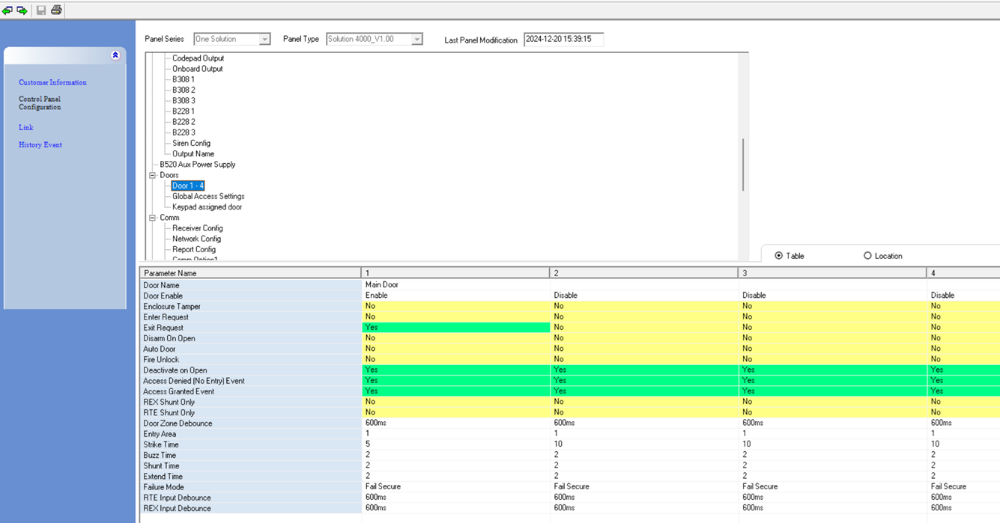 Panel Series One Solution Panel Type Solution 4000_V1.00 Last Panel Modification 2024-12-20 15:39:15
Customer Information
Control Panel
Configuration
Link
History Event
Codepad Output
Onboard Output
B308 1
B308 2
B308 3
B228 1
B228 2
B228 3
Siren Config
Output Name
B520 Aux Power Supply
Doors
Door 1 - 4
Global Access Settings
Keypad assigned door
Comm
Receiver Config
Network Config
Report Config
Comm Option1
Table Location
Parameter Name 1 2 3 4
Door Name Main Door
Door Enable Enable Disable Disable Disable
Enclosure Tamper No No No No
Enter Request No No No No
Exit Request Yes No No No
Disarm On Open No No No No
Auto Door No No No No
Fire Unlock No No No No
Deactivate on Open Yes Yes Yes Yes
Access Denied (No Entry) Event Yes Yes Yes Yes
Access Granted Event Yes Yes Yes Yes
REX Shunt Only No No No No
RTE Shunt Only No No No No
Door Zone Debounce 600ms 600ms 600ms 600ms
Entry Area 1 1 1 1
Strike Time 5 10 10 10
Buzz Time 2 2 2 2
Shunt Time 2 2 2 2
Extend Time 2 2 2 2
Failure Mode Fail Secure Fail Secure Fail Secure Fail Secure
RTE Input Debounce 600ms 600ms 600ms 600ms
REX Input Debounce 600ms 600ms 600ms 600ms